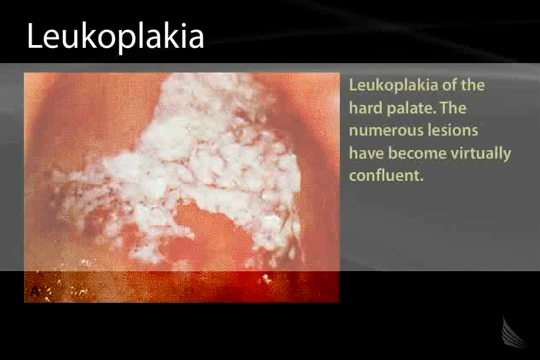 Leukoplakia
Leukoplakia of the
hard palate. The
numerous lesions
have become virtually
confluent.
A